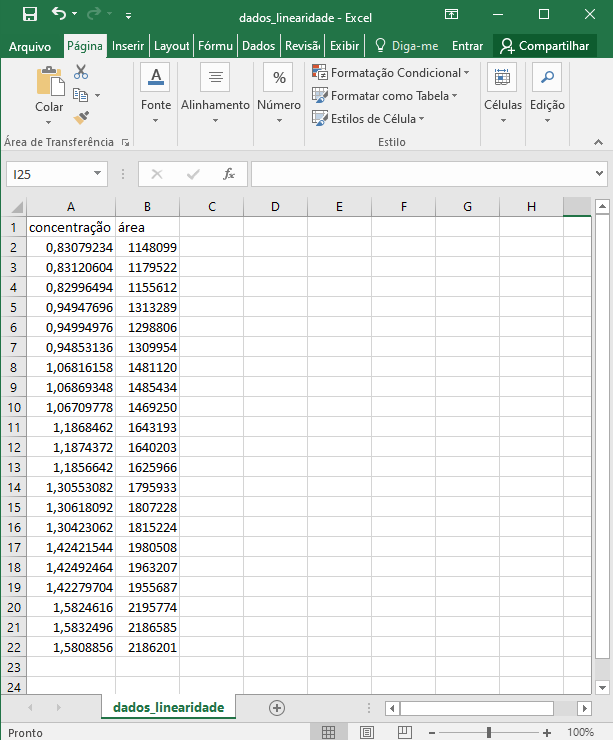 dados_linearidade - Excel
Arquivo Página Inserir Layout Fórmu Dados Revisã Exibir Diga-me Entrar Compartilhar
Colar
Fonte
Alinhamento
%
Número
Formatação Condicional
Formatar como Tabela
Estilos de Célula
Células
Edição
Área de Transferência
Estilo
I25
fx
A B C D E F G H
1 concentração área
2 0,83079234 1148099
3 0,83120604 1179522
4 0,82996494 1155612
5 0,94947696 1313289
6 0,94994976 1298806
7 0,94853136 1309954
8 1,06816158 1481120
9 1,06869348 1485434
10 1,06709778 1469250
11 1,1868462 1643193
12 1,1874372 1640203
13 1,1856642 1625966
14 1,30553082 1795933
15 1,30618092 1807228
16 1,30423062 1815224
17 1,42421544 1980508
18 1,42492464 1963207
19 1,42279704 1955687
20 1,5824616 2195774
21 1,5832496 2186585
22 1,5808856 2186201
23
24
dados_linearidade
Pronto
100%